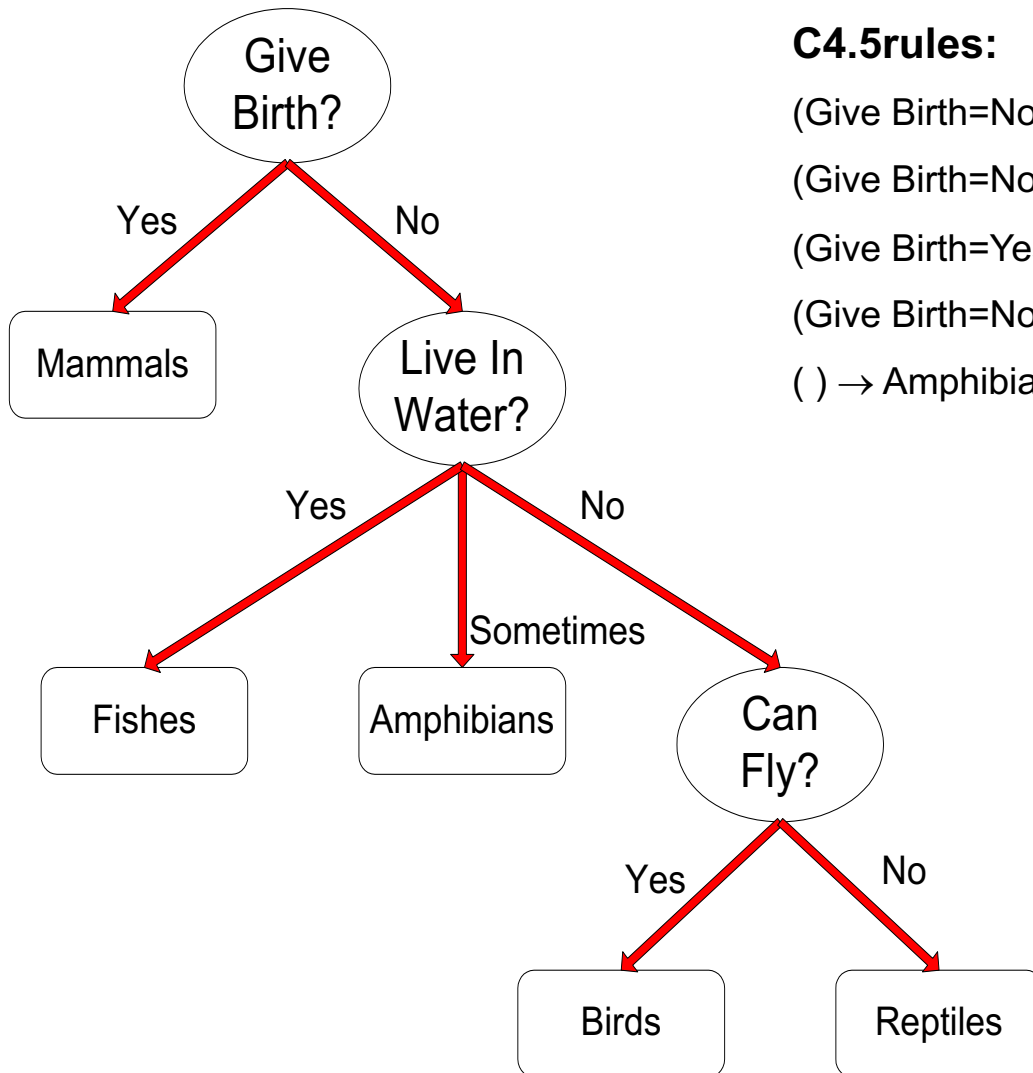 Give
Birth?
Yes
No
Mammals
Live In
Water?
Yes
No
Sometimes
Fishes
Amphibians
Can
Fly?
Yes
No
Birds
Reptiles
C4.5rules:
(Give Birth=No
(Give Birth=No
(Give Birth=Ye
(Give Birth=No
( ) → Amphibia